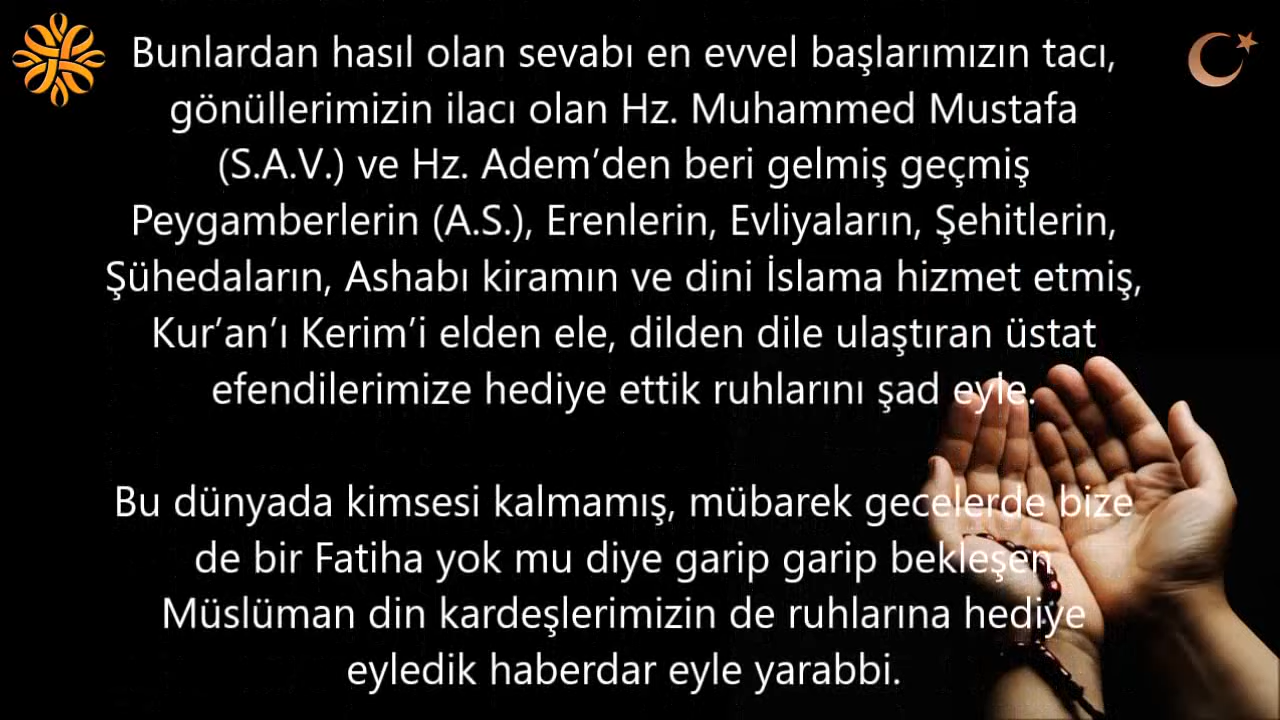 Bunlardan hasıl olan sevabı en evvel başlarımızın tacı,
gönüllerimizin ilacı olan Hz. Muhammed Mustafa
(S.A.V.) ve Hz. Adem’den beri gelmiş geçmiş
Peygamberlerin (A.S.), Erenlerin, Evliyaların, Şehitlerin,
Şühedaların, Ashabı kiramın ve dini İslama hizmet etmiş,
Kur’an’ı Kerim’i elden ele, dilden dile ulaştıran üstat
efendilerimize hediye ettik ruhlarını şad eyle.
Bu dünyada kimsesi kalmamış, mübarek gecelerde bize
de bir Fatiha yok mu diye garip garip bekleşen
Müslüman din kardeşlerimizin de ruhlarına hediye
eyledik haberdar eyle yarabbi.